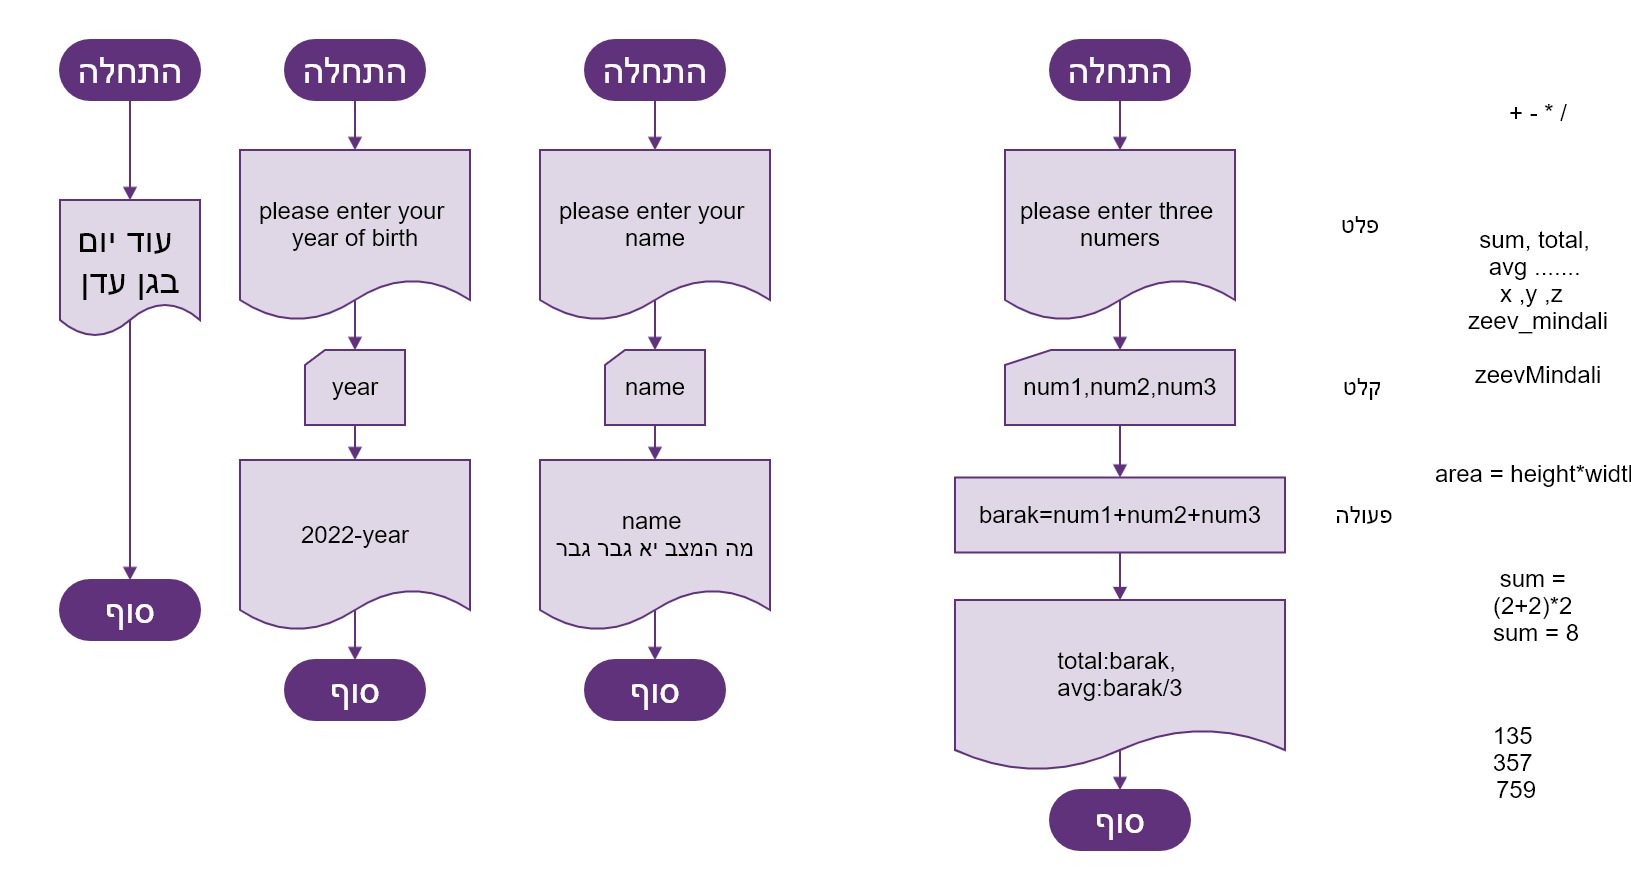 התחלה
עוד יום
בגן עדן
סוף
התחלה
please enter your
year of birth
year
2022-year
סוף
התחלה
please enter your
name
name
name
מה המצב יא גבר גבר
סוף
התחלה
please enter three
numers
num1,num2,num3
barak=num1+num2+num3
total:barak,
avg:barak/3
סוף
פלט
קלט
פעולה
+ - * /
sum, total,
avg .......
x ,y ,z
zeev_mindali
zeevMindali
area = height*widt
sum =
(2+2)*2
sum = 8
135
357
759